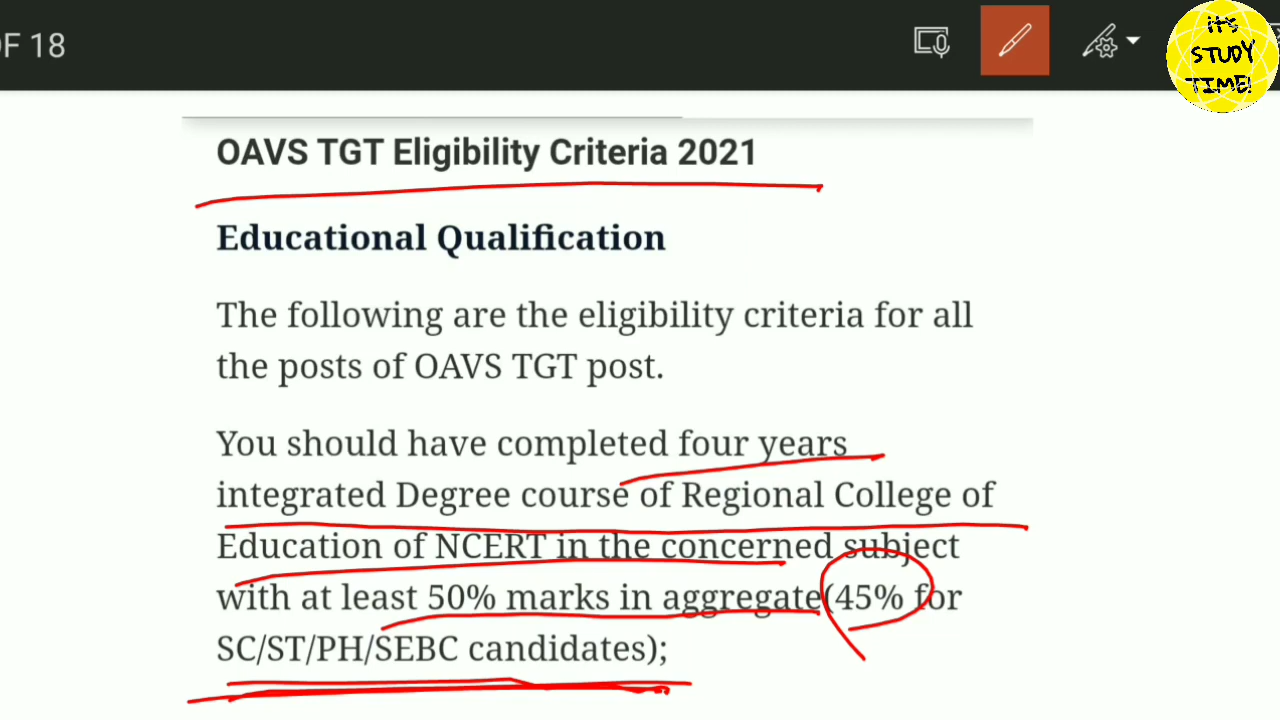 OF 18
IT'S
STUDY
TIME!
OAVS TGT Eligibility Criteria 2021
Educational Qualification
The following are the eligibility criteria for all
the posts of OAVS TGT post.
You should have completed four years
integrated Degree course of Regional College of
Education of NCERT in the concerned subject
with at least 50% marks in aggregate(45% for
SC/ST/PH/SEBC candidates);